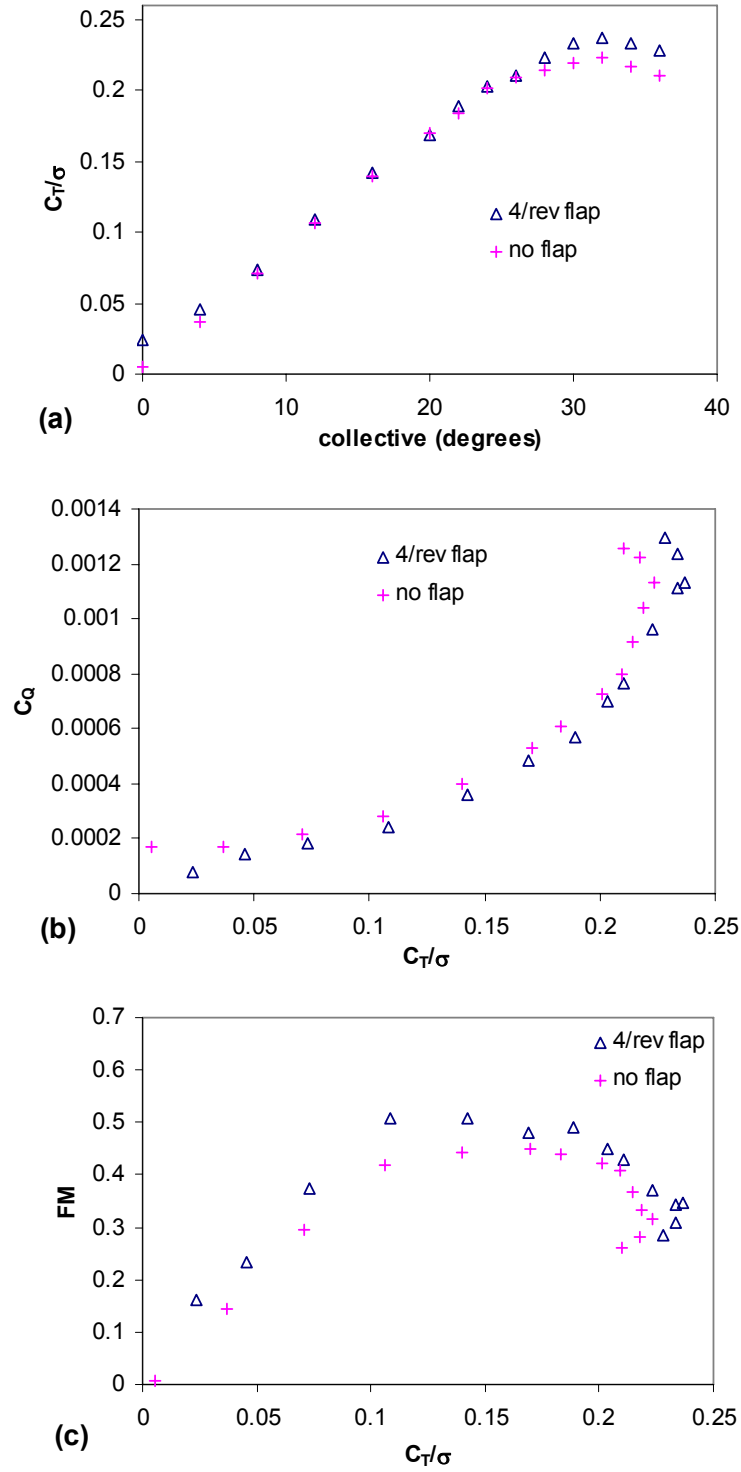 0.25
0.2
0.15
0.1
0.05
0
C_T/σ
4/rev flap
no flap
0 10 20 30 40
collective (degrees)
(a)
0.0014
0.0012
0.001
0.0008
0.0006
0.0004
0.0002
0
C_Q
4/rev flap
no flap
0 0.05 0.1 0.15 0.2 0.25
C_T/σ
(b)
0.7
0.6
0.5
0.4
0.3
0.2
0.1
0
FM
4/rev flap
no flap
0 0.05 0.1 0.15 0.2 0.25
C_T/σ
(c)